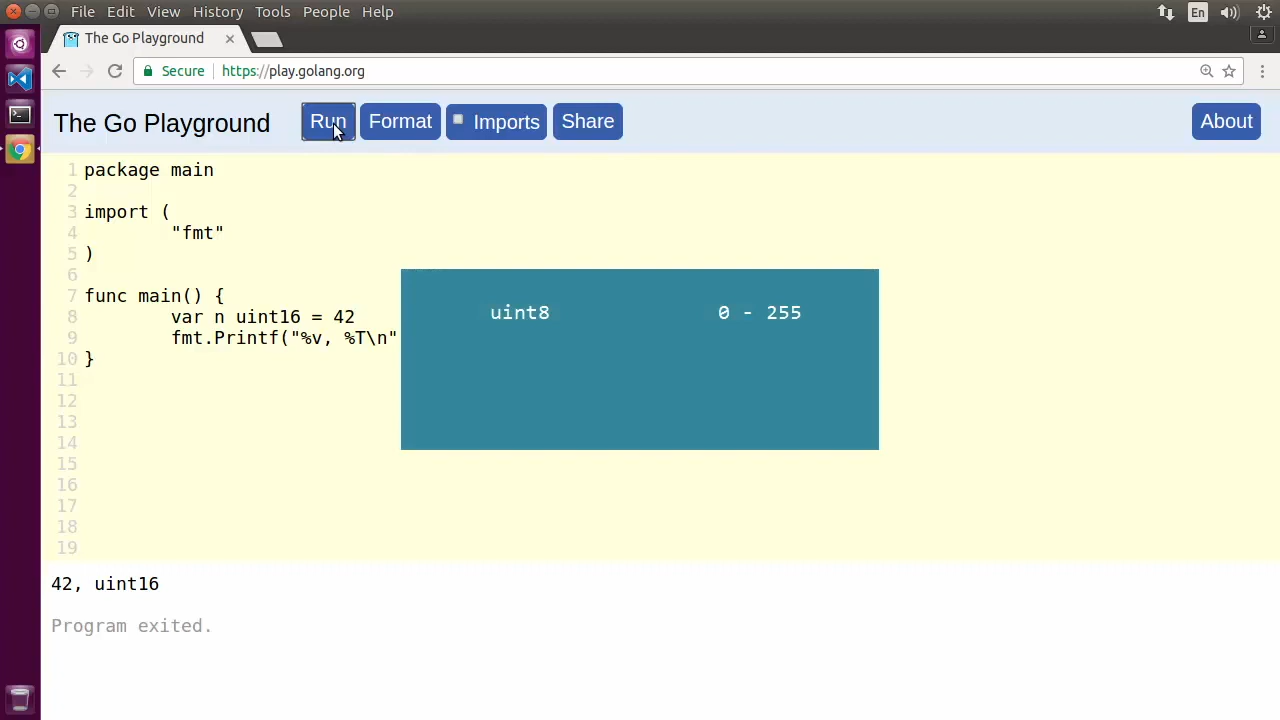 File Edit View History Tools People Help
En
The Go Playground
Secure https://play.golang.org
The Go Playground Run Format Imports Share About
1 package main
2
3 import (
4 "fmt"
5 )
6
7 func main() {
8 var n uint16 = 42
9 fmt.Printf("%v, %T\n"
10 }
11
12
13
14
15
16
17
18
19
uint8 0 - 255
42, uint16
Program exited.